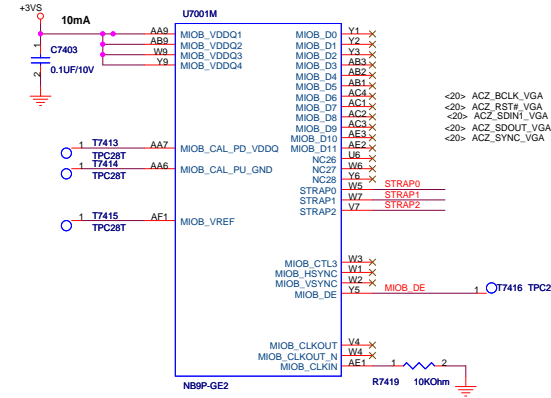 +3VS
10mA
U7001M
1 C7403 2 0.1UF/10V
AA9 MIOB_VDDQ1
AB9 MIOB_VDDQ2
W9 MIOB_VDDQ3
Y9 MIOB_VDDQ4
1 T7413 TPC28T AA7 MIOB_CAL_PD_VDDQ
1 T7414 TPC28T AA6 MIOB_CAL_PU_GND
1 T7415 TPC28T AF1 MIOB_VREF
MIOB_D0 Y1
MIOB_D1 Y2
MIOB_D2 Y3
MIOB_D3 AB3
MIOB_D4 AB2
MIOB_D5 AB1
MIOB_D6 AC4
MIOB_D7 AC1
MIOB_D8 AC2
MIOB_D9 AC3
MIOB_D10 AE3
MIOB_D11 AE2
NC26 U6
NC27 W6
NC28 Y6
STRAP0 W5 STRAP0
STRAP1 W7 STRAP1
STRAP2 V7 STRAP2
MIOB_CTL3 W3
MIOB_HSYNC W1
MIOB_VSYNC W2
MIOB_DE Y5 MIOB_DE 1 T7416 TPC2
MIOB_CLKOUT V4
MIOB_CLKOUT_N W4
MIOB_CLKIN AE1 1 2
R7419 10KOhm
NB9P-GE2
<20> ACZ_BCLK_VGA
<20> ACZ_RST#_VGA
<20> ACZ_SDIN1_VGA
<20> ACZ_SDOUT_VGA
<20> ACZ_SYNC_VGA